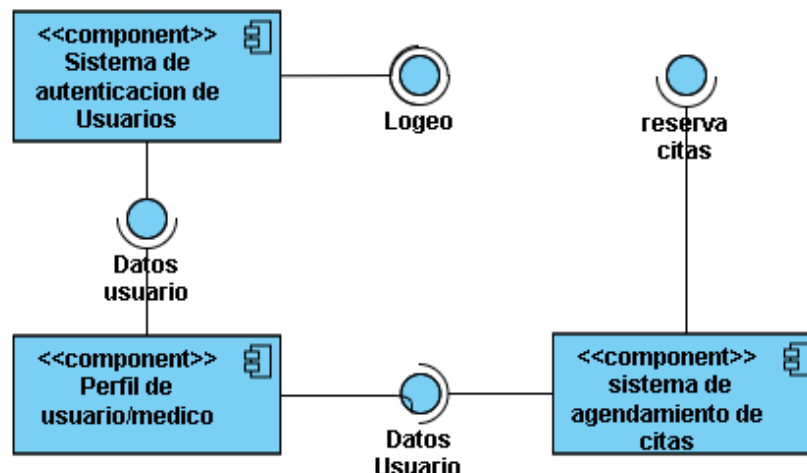 <<component>>
Sistema de
autenticacion de
Usuarios
Logeo
reserva
citas
Datos
usuario
<<component>>
Perfil de
usuario/medico
Datos
Usuario
<<component>>
sistema de
agendamiento de
citas